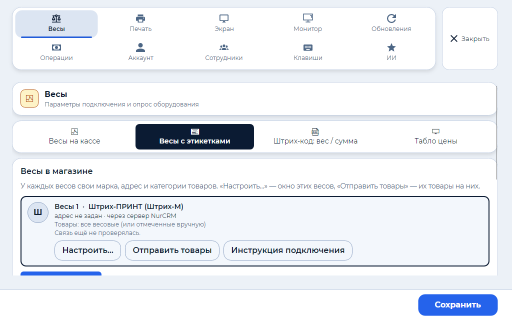 Весы
Печать
Экран
Монитор
Обновления
Закрыть
Операции
Аккаунт
Сотрудники
Клавиши
ИИ
Весы
Параметры подключения и опрос оборудования
Весы на кассе
Весы с этикетками
Штрих-код: вес / сумма
Табло цены
Весы в магазине
У каждых весов свои марка, адрес и категории товаров. «Настроить…» — окно этих весов, «Отправить товары» — их товары на них.
Ш
Весы 1 · Штрих-ПРИНТ (Штрих-М)
адрес не задан · через сервер NurCRM
Товары: все весовые (или отмеченные вручную)
Связь ещё не проверялась.
Настроить…
Отправить товары
Инструкция подключения
Сохранить